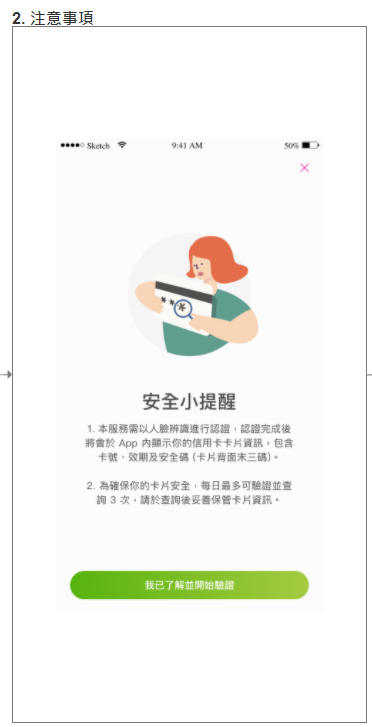 2. 注意事項
Sketch 9:41 AM 50%
安全小提醒
1. 本服務需以人臉辨識進行認證，認證完成後
將會於 App 內顯示你的信用卡卡片資訊，包含
卡號、效期及安全碼 (卡片背面末三碼)。
2. 為確保你的卡片安全，每日最多可驗證並查
詢 3 次，請於查詢後妥善保管卡片資訊。
我已了解並開始驗證